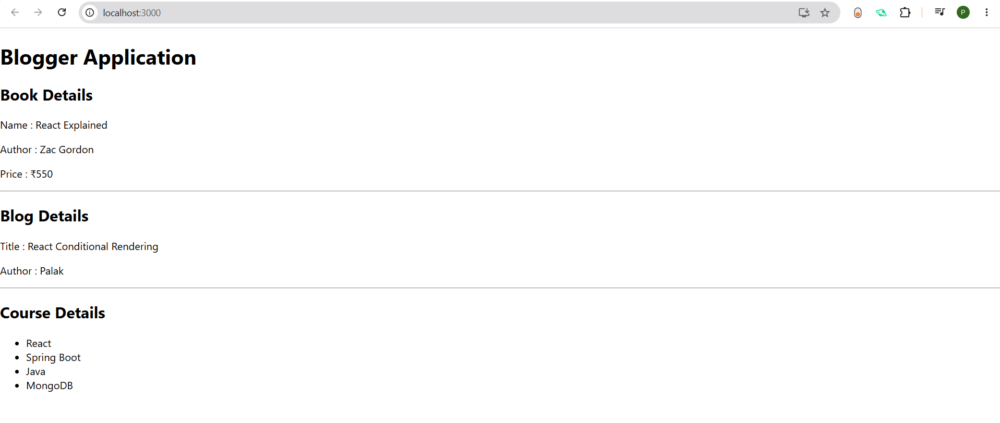 localhost:3000
P
Blogger Application
Book Details
Name : React Explained
Author : Zac Gordon
Price : ₹550
Blog Details
Title : React Conditional Rendering
Author : Palak
Course Details
• React
• Spring Boot
• Java
• MongoDB